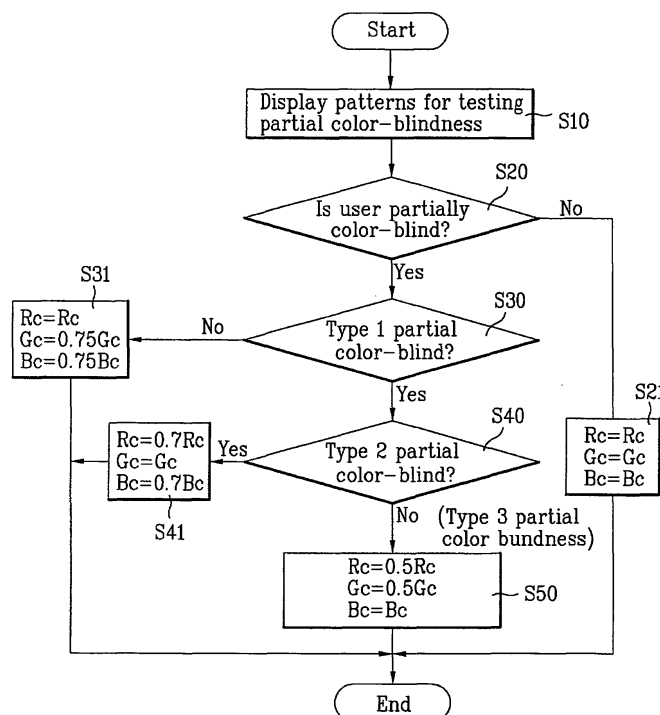 Start
Display patterns for testing
partial color-blindness
S10
S20
Is user partially
color-blind?
No
Yes
S31
Rc=Rc
Gc=0.75Gc
Bc=0.75Bc
No
S30
Type 1 partial
color-blind?
Yes
S21
Rc=Rc
Gc=Gc
Bc=Bc
S40
Type 2 partial
color-blind?
Yes
Rc=0.7Rc
Gc=Gc
Bc=0.7Bc
S41
No
(Type 3 partial
color bundness)
Rc=0.5Rc
Gc=0.5Gc
Bc=Bc
S50
End